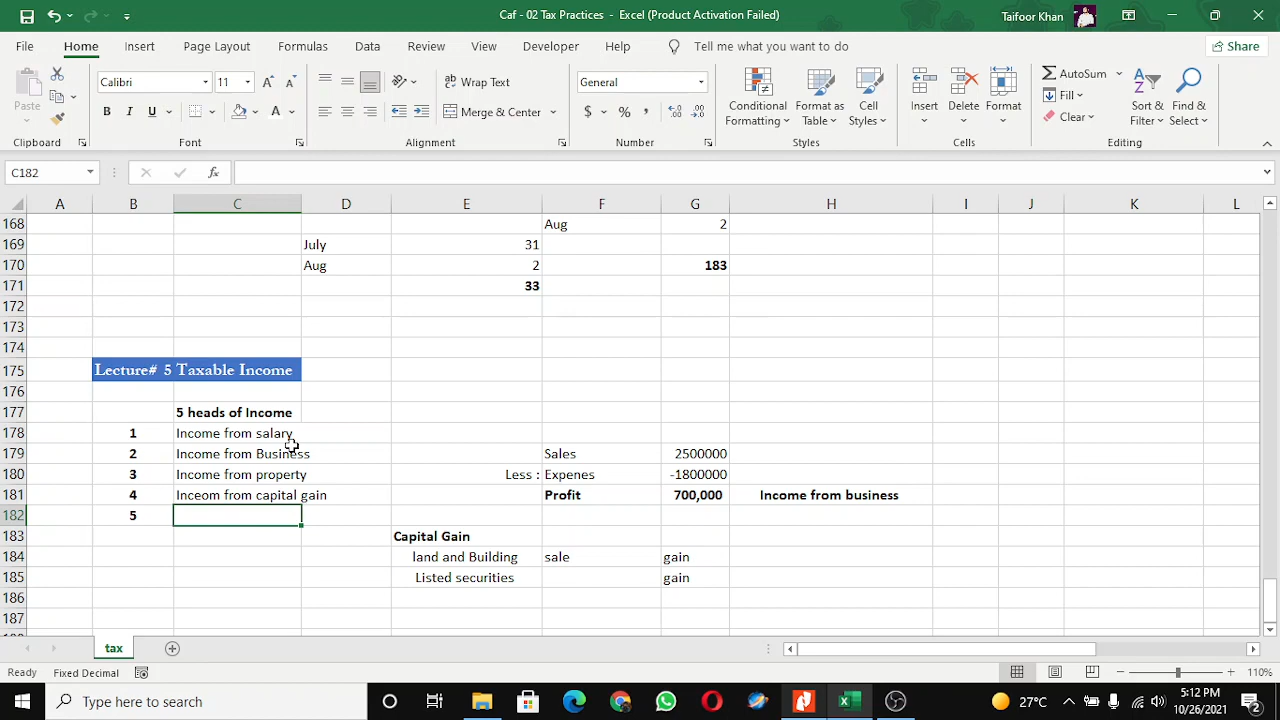 Caf - 02 Tax Practices - Excel (Product Activation Failed)
Taifoor Khan
File Home Insert Page Layout Formulas Data Review View Developer Help Tell me what you want to do Share
Calibri 11 Wrap Text General AutoSum
Paste Conditional Formatting Format as Table Cell Styles Insert Delete Format Fill Sort & Filter Find & Select
B I U Merge & Center $ % , Clear
Clipboard Font Alignment Number Styles Cells Editing
C182 fx
A B C D E F G H I J K L
168 Aug 2
169 July 31
170 Aug 2 183
171 33
172
173
174
175 Lecture# 5 Taxable Income
176
177 5 heads of Income
178 1 Income from salary
179 2 Income from Business Sales 2500000
180 3 Income from property Less : Expenes -1800000
181 4 Inceom from capital gain Profit 700,000 Income from business
182 5
183 Capital Gain
184 land and Building sale gain
185 Listed securities gain
186
187
tax
Ready Fixed Decimal 110%
Type here to search 27°C 5:12 PM
10/26/2021 2